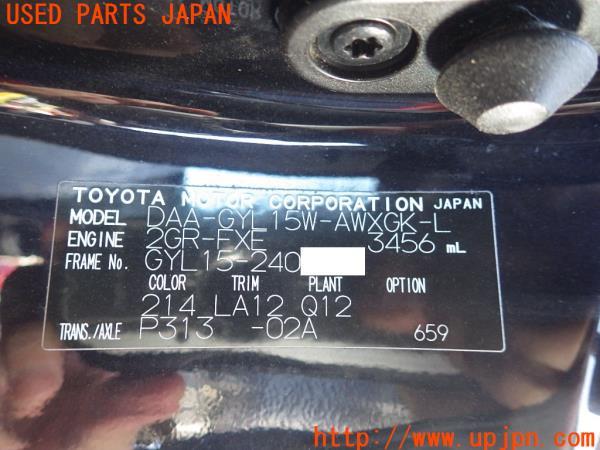 USED PARTS JAPAN
TOYOTA MOTOR CORPORATION JAPAN
MODEL DAA-GYL15W-AWXGK-L
ENGINE 2GR-FXE 3456 mL
FRAME No. GYL15-240
COLOR TRIM PLANT OPTION
214 LA12 Q12
TRANS./AXLE P313 -02A 659
http://www.upjpn.com/